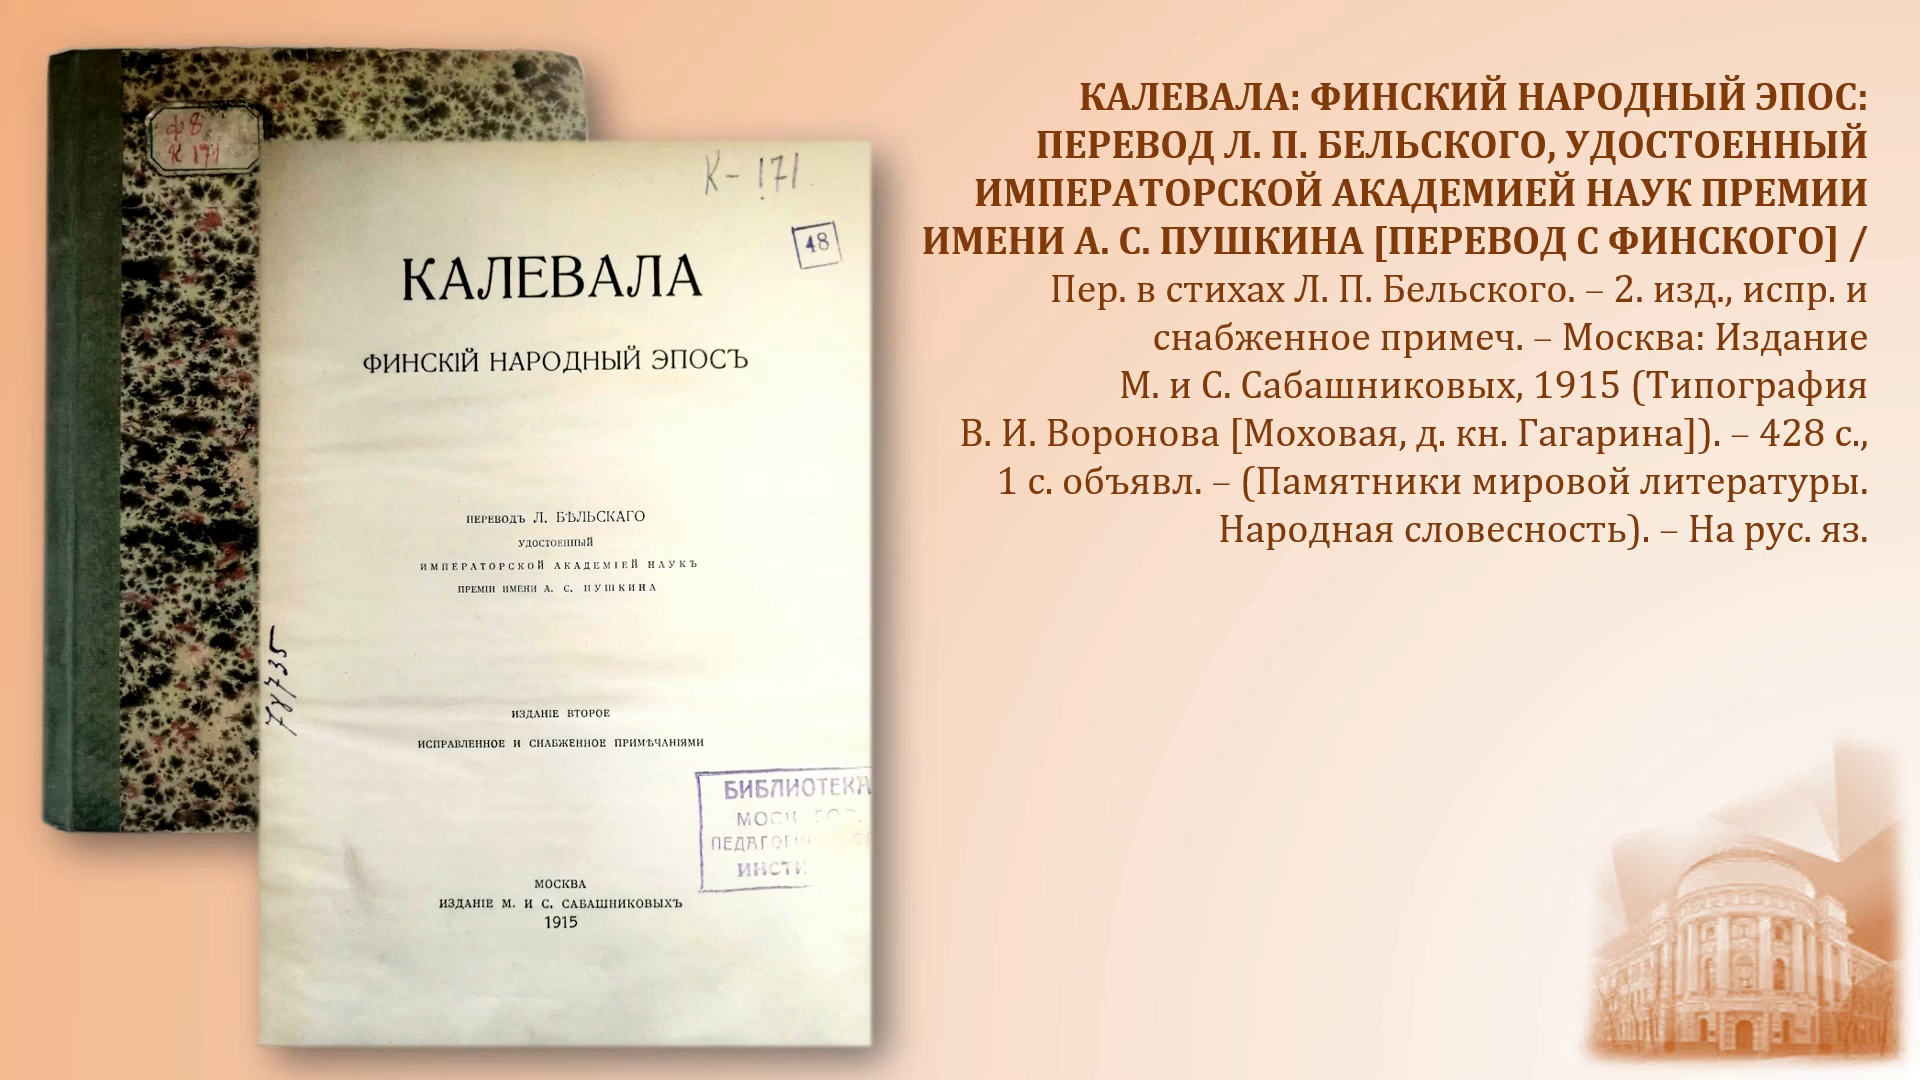 ф 8
К 171
К-171
48
КАЛЕВАЛА
ФИНСКІЙ НАРОДНЫЙ ЭПОСЪ
ПЕРЕВОДЪ Л. БѢЛЬСКАГО
УДОСТОЕННЫЙ
ИМПЕРАТОРСКОЙ АКАДЕМІЕЙ НАУКЪ
ПРЕМІИ ИМЕНИ А. С. ПУШКИНА
ИЗДАНІЕ ВТОРОЕ
ИСПРАВЛЕННОЕ И СНАБЖЕННОЕ ПРИМѢЧАНІЯМИ
БИБЛИОТЕКА
МОСКВА
ИЗДАНІЕ М. И С. САБАШНИКОВЫХЪ
1915
КАЛЕВАЛА: ФИНСКИЙ НАРОДНЫЙ ЭПОС:
ПЕРЕВОД Л. П. БЕЛЬСКОГО, УДОСТОЕННЫЙ
ИМПЕРАТОРСКОЙ АКАДЕМИЕЙ НАУК ПРЕМИИ
ИМЕНИ А. С. ПУШКИНА [ПЕРЕВОД С ФИНСКОГО] /
Пер. в стихах Л. П. Бельского. – 2. изд., испр. и
снабженное примеч. – Москва: Издание
М. и С. Сабашниковых, 1915 (Типография
В. И. Воронова [Моховая, д. кн. Гагарина]). – 428 с.,
1 с. объявл. – (Памятники мировой литературы.
Народная словесность). – На рус. яз.